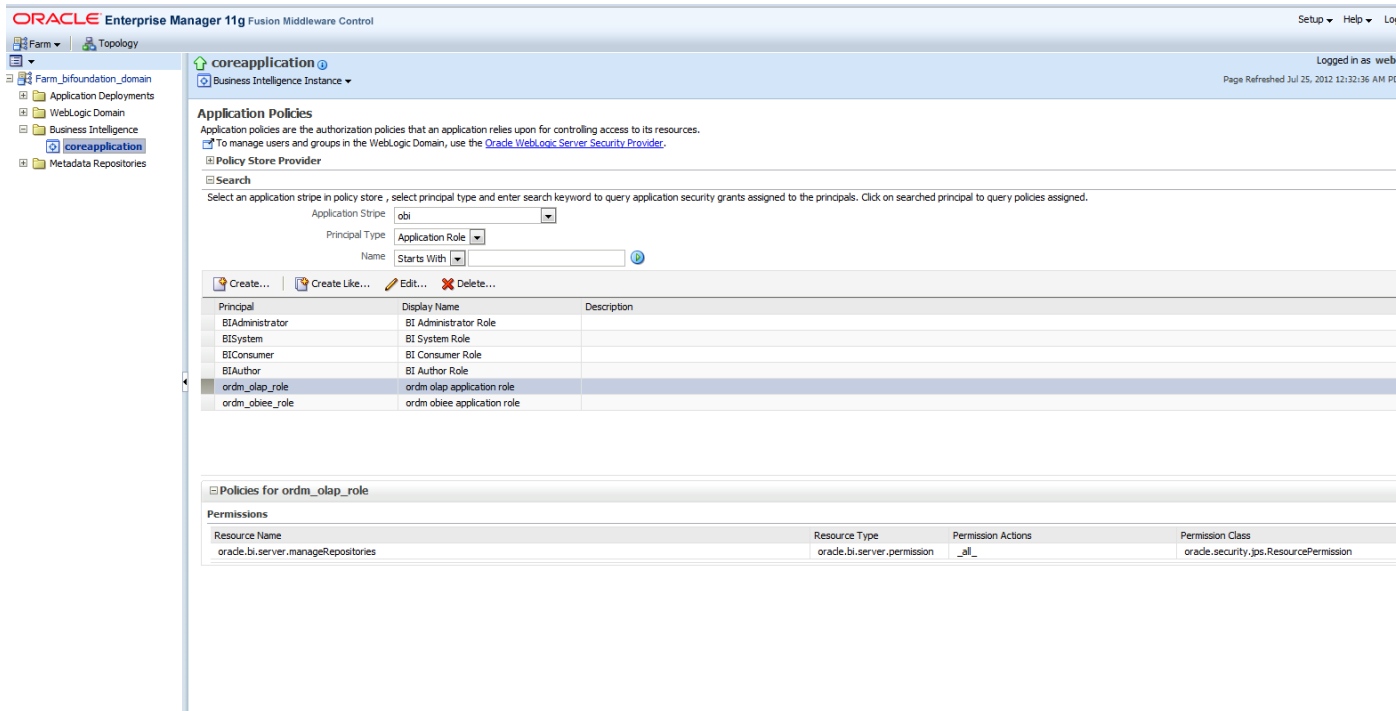 ORACLE Enterprise Manager 11g Fusion Middleware Control
Setup Help
Farm Topology
Farm_bifoundation_domain
Application Deployments
WebLogic Domain
Business Intelligence
coreapplication
Metadata Repositories
coreapplication
Logged in as web
Business Intelligence Instance
Page Refreshed Jul 25, 2012 12:32:36 AM
Application Policies
Application policies are the authorization policies that an application relies upon for controlling access to its resources.
To manage users and groups in the WebLogic Domain, use the Oracle WebLogic Server Security Provider.
Policy Store Provider
Search
Select an application stripe in policy store , select principal type and enter search keyword to query application security grants assigned to the principals. Click on searched principal to query policies assigned.
Application Stripe obi
Principal Type Application Role
Name Starts With
Create... Create Like... Edit... Delete...
Principal Display Name Description
BIAdministrator BI Administrator Role
BISystem BI System Role
BIConsumer BI Consumer Role
BIAuthor BI Author Role
ordm_olap_role ordm olap application role
ordm_obiee_role ordm obiee application role
Policies for ordm_olap_role
Permissions
Resource Name Resource Type Permission Actions Permission Class
oracle.bi.server.manageRepositories oracle.bi.server.permission _all_ oracle.security.jps.ResourcePermission